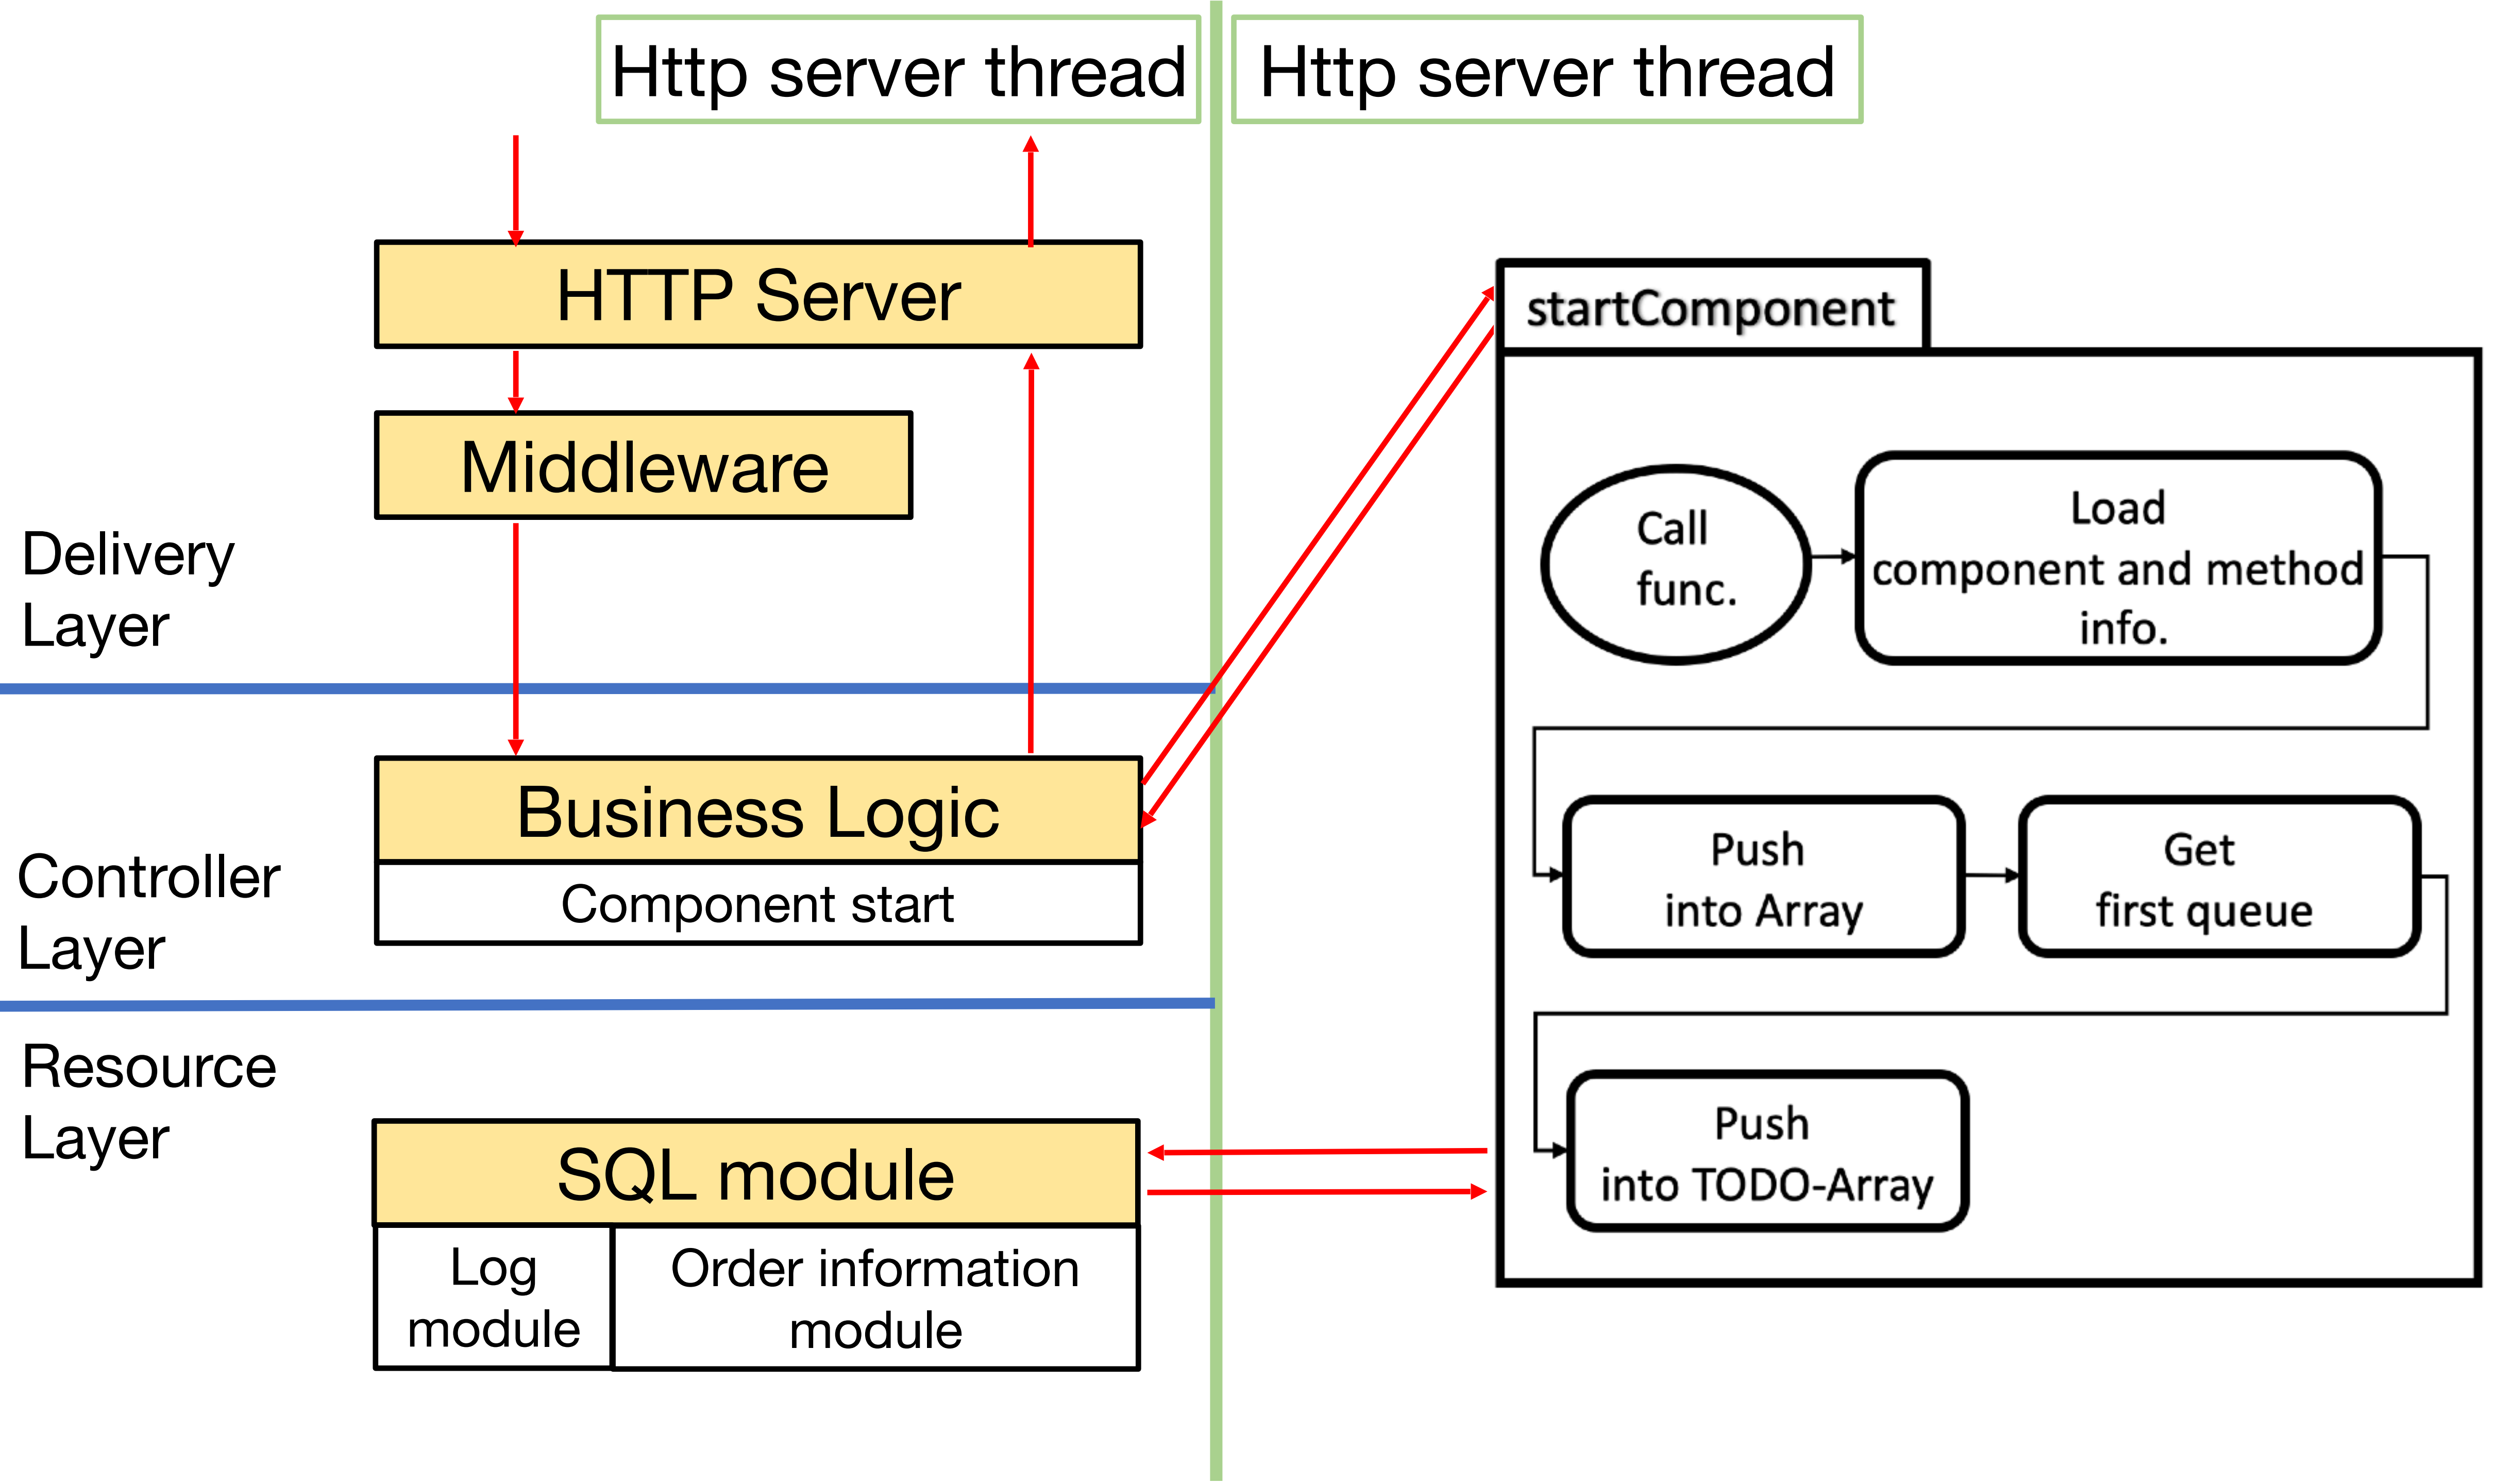 Http server thread
Http server thread
HTTP Server
Middleware
Delivery
Layer
Business Logic
Component start
Controller
Layer
Resource
Layer
SQL module
Log
module
Order information
module
startComponent
Call
func.
Load
component and method
info.
Push
into Array
Get
first queue
Push
into TODO-Array